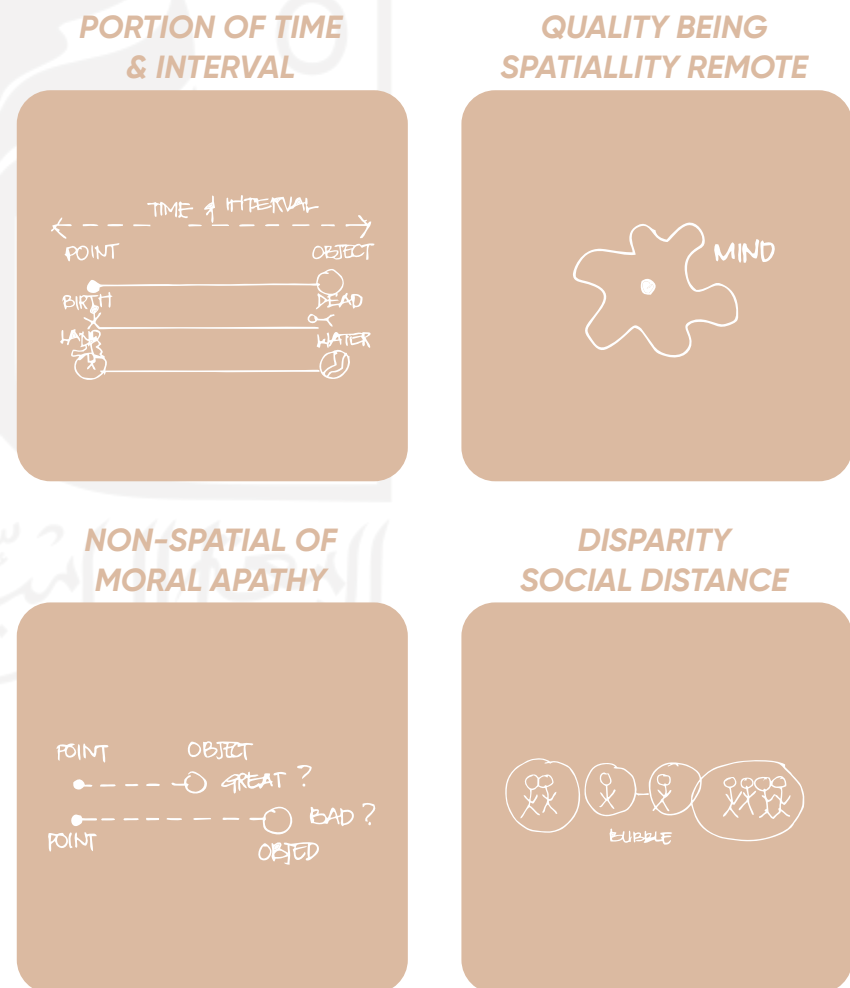 PORTION OF TIME
& INTERVAL
TIME & INTERVAL
POINT OBJECT
BIRTH DEAD
LAND WATER
QUALITY BEING
SPATIALLITY REMOTE
MIND
NON-SPATIAL OF
MORAL APATHY
POINT OBJECT
GREAT ?
BAD ?
POINT
OBJED
DISPARITY
SOCIAL DISTANCE
BUBBLE